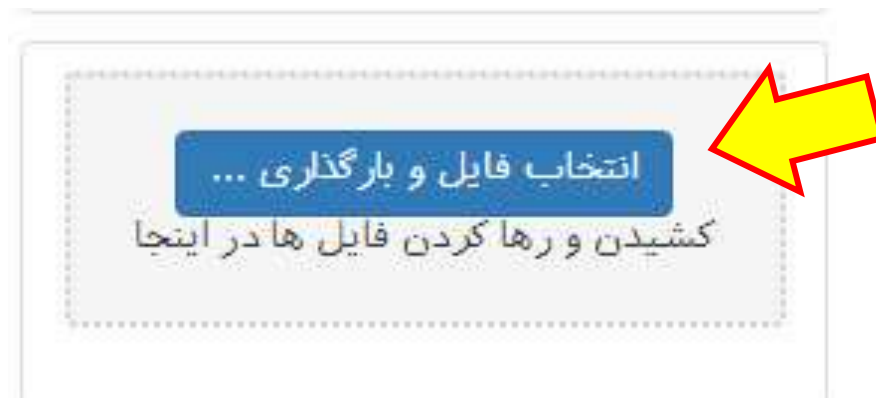 انتخاب فایل و بارگذاری ...
کشیدن و رها کردن فایل ها در اینجا